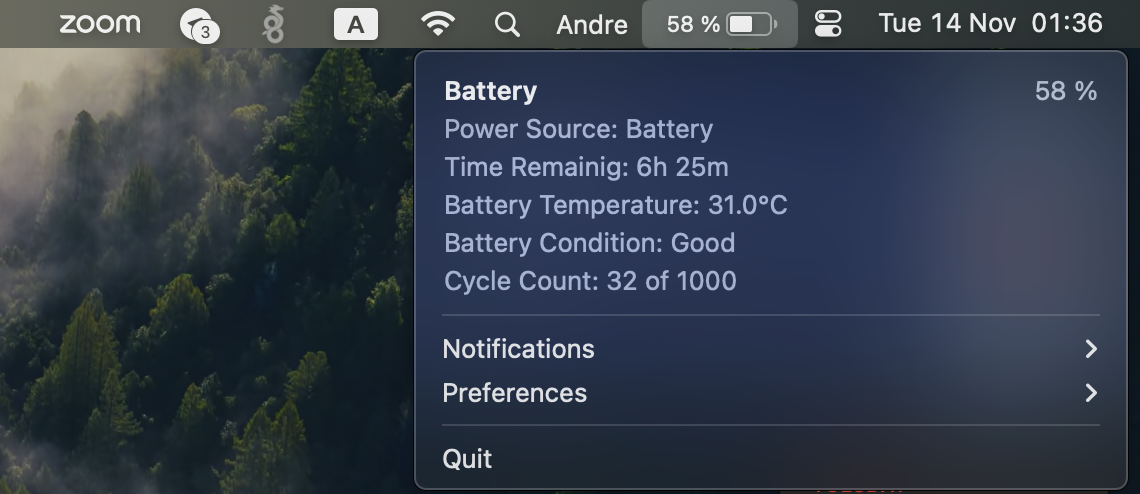 zoom 3 A Andre 58 % Tue 14 Nov 01:36
Battery 58 %
Power Source: Battery
Time Remainig: 6h 25m
Battery Temperature: 31.0°C
Battery Condition: Good
Cycle Count: 32 of 1000
Notifications
Preferences
Quit